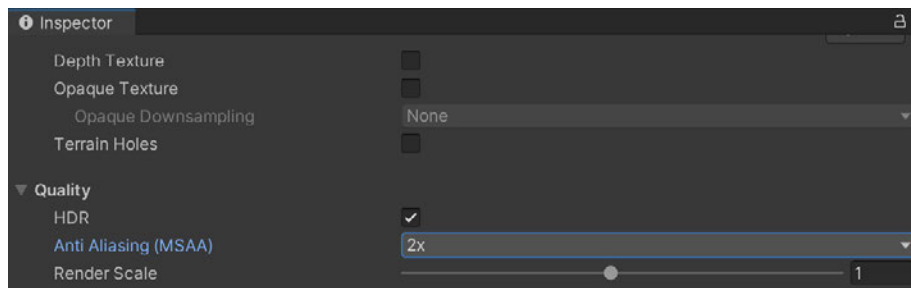 Inspector
Depth Texture
Opaque Texture
Opaque Downsampling None
Terrain Holes
Quality
HDR
Anti Aliasing (MSAA) 2x
Render Scale 1